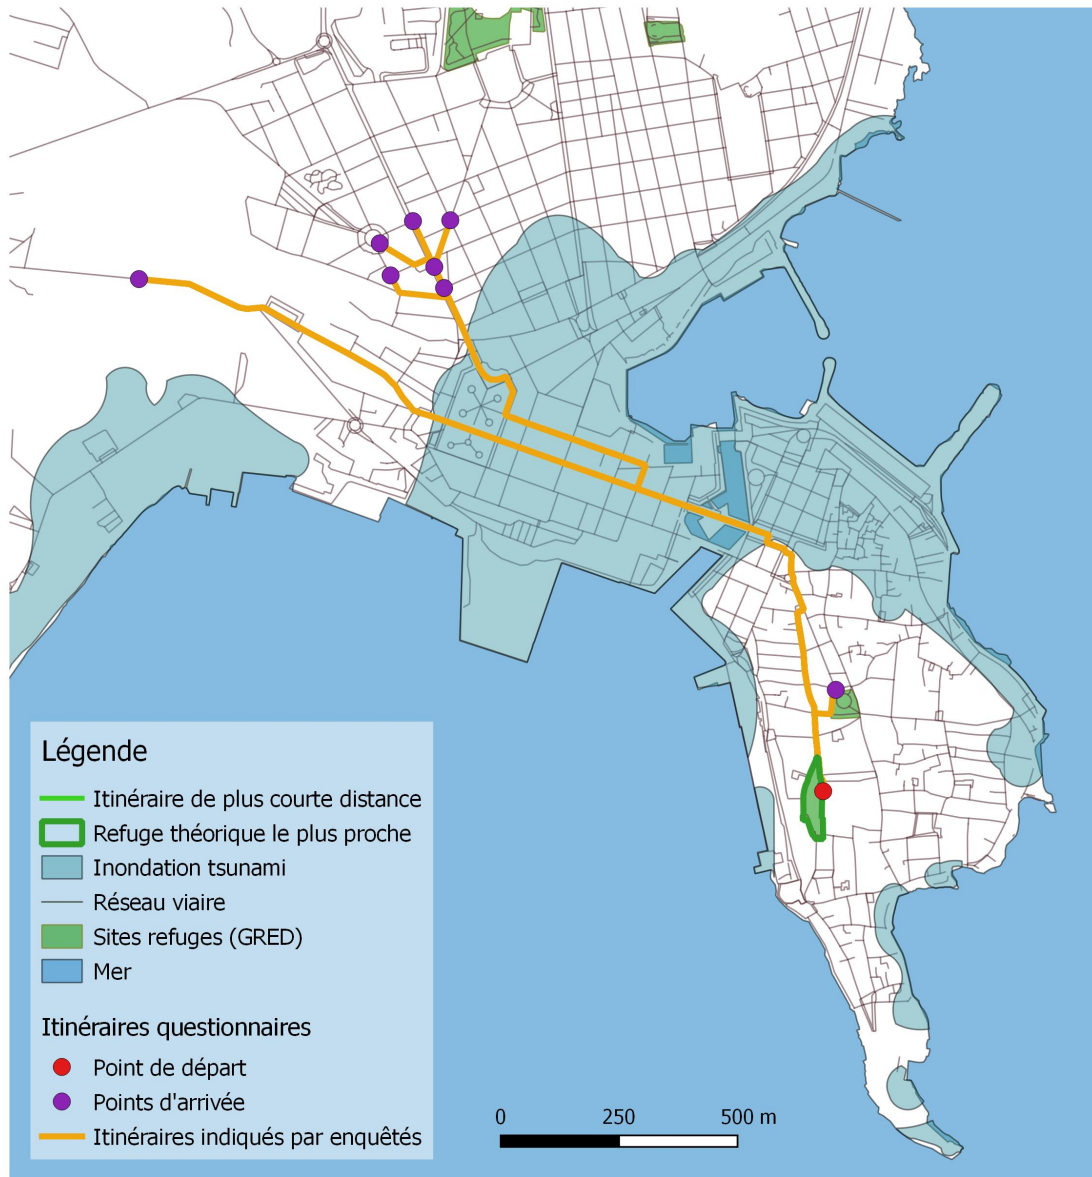 Légende
Itinéraire de plus courte distance
Refuge théorique le plus proche
Inondation tsunami
Réseau viaire
Sites refuges (GRED)
Mer
Itinéraires questionnaires
Point de départ
Points d'arrivée
Itinéraires indiqués par enquêtés
0 250 500 m